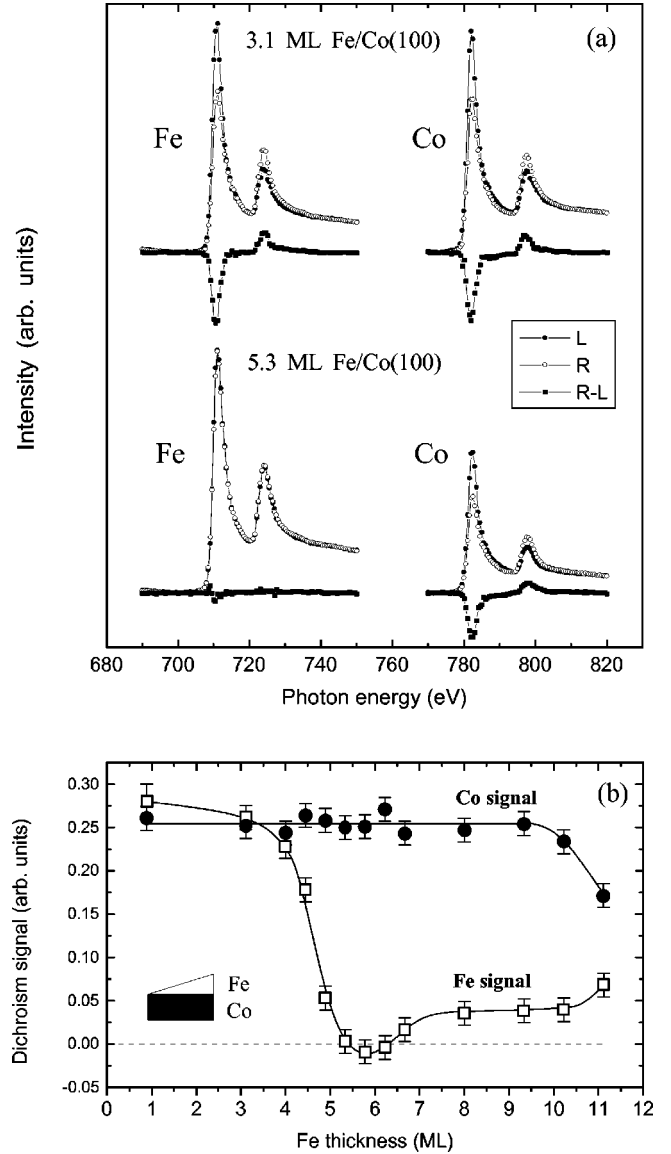 (a)
3.1 ML Fe/Co(100)
Fe
Co
L
R
R-L
5.3 ML Fe/Co(100)
Fe
Co
Intensity (arb. units)
680 700 720 740 760 780 800 820
Photon energy (eV)
(b)
Co signal
Fe signal
Fe
Co
0.30
0.25
0.20
0.15
0.10
0.05
0.00
-0.05
Dichroism signal (arb. units)
0 1 2 3 4 5 6 7 8 9 10 11 12
Fe thickness (ML)